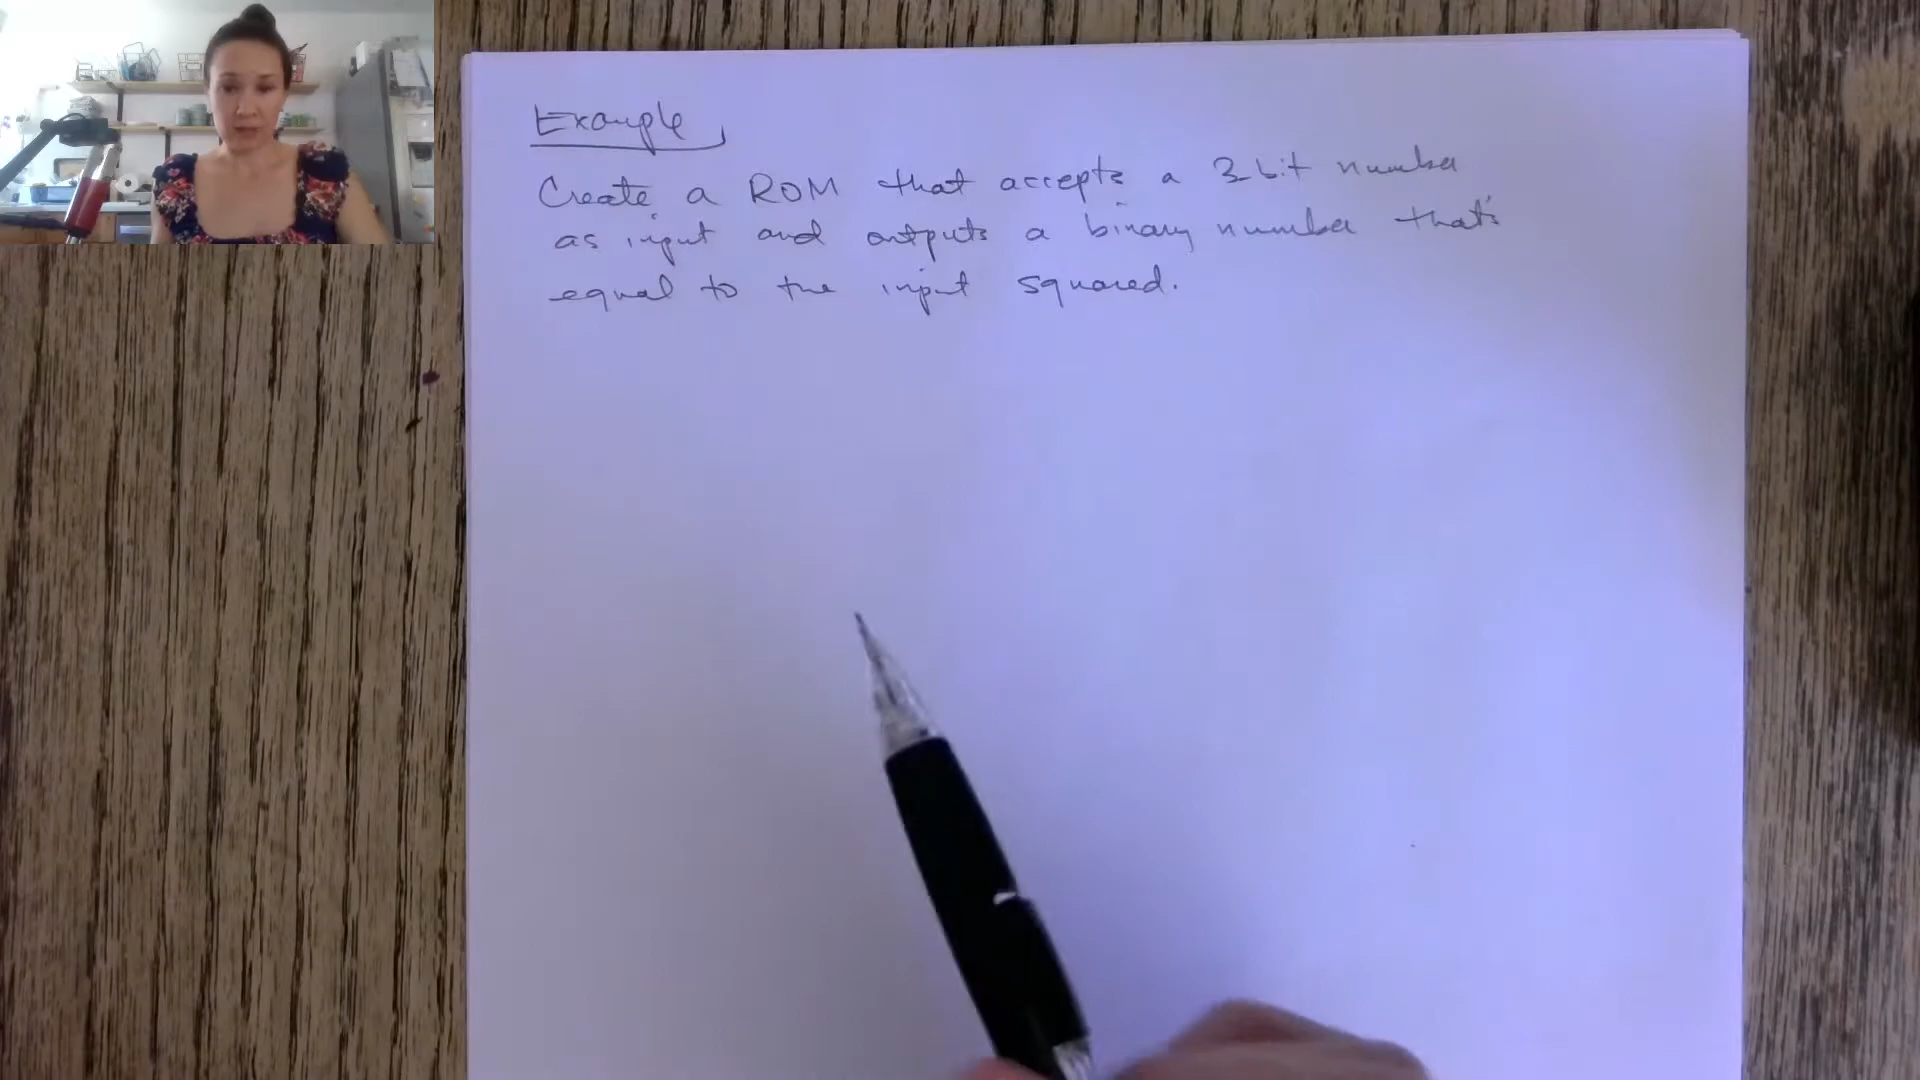 Example
Create a ROM that accepts a 3 bit number
as input and outputs a binary number that's
equal to the input squared.